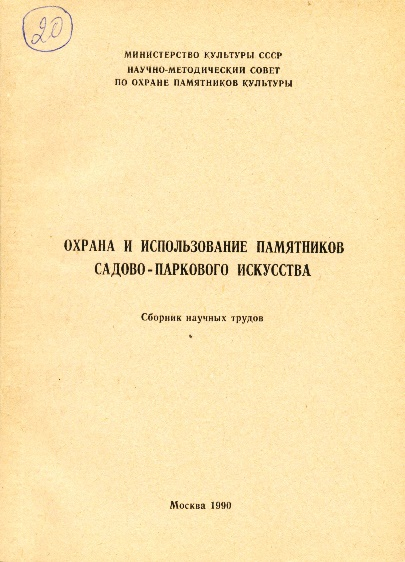 20
МИНИСТЕРСТВО КУЛЬТУРЫ СССР
НАУЧНО-МЕТОДИЧЕСКИЙ СОВЕТ
ПО ОХРАНЕ ПАМЯТНИКОВ КУЛЬТУРЫ
ОХРАНА И ИСПОЛЬЗОВАНИЕ ПАМЯТНИКОВ
САДОВО-ПАРКОВОГО ИСКУССТВА
Сборник научных трудов
Москва 1990